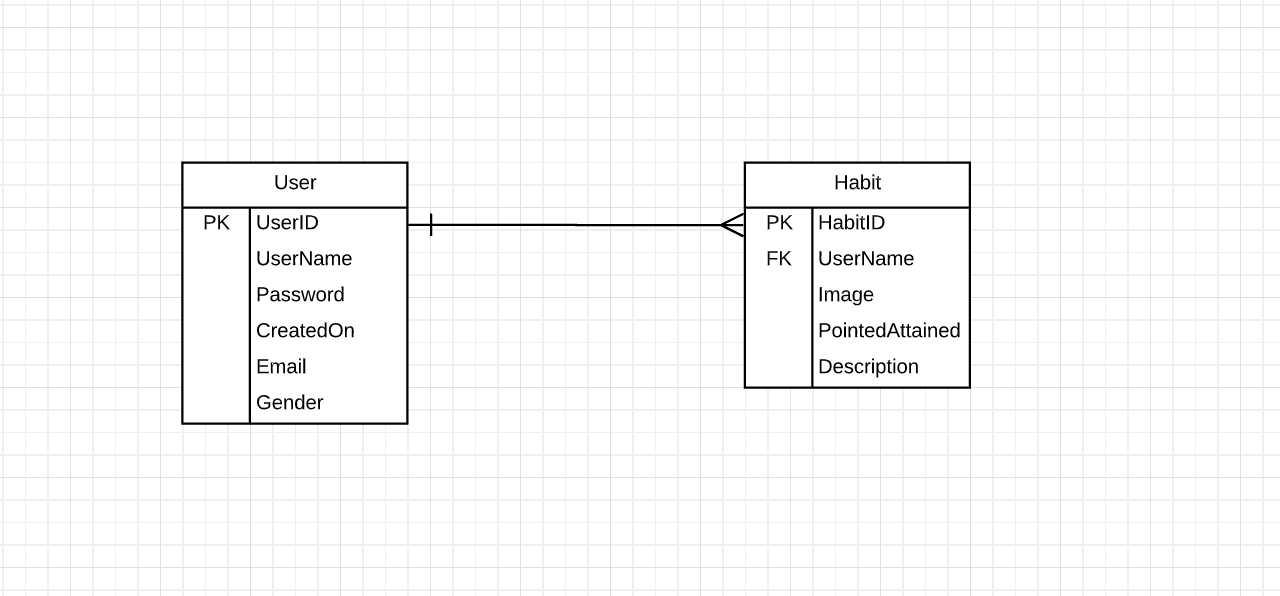 User
PK UserID
UserName
Password
CreatedOn
Email
Gender
Habit
PK HabitID
FK UserName
Image
PointedAttained
Description